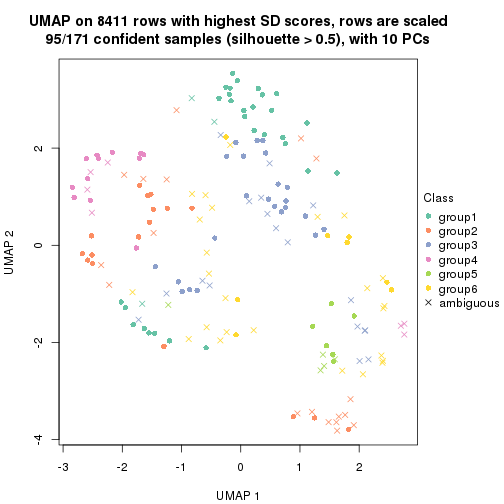 UMAP on 8411 rows with highest SD scores, rows are scaled
95/171 confident samples (silhouette > 0.5), with 10 PCs
UMAP 2
2
0
-2
-4
-3
-2
-1
0
1
2
UMAP 1
Class
group1
group2
group3
group4
group5
group6
ambiguous